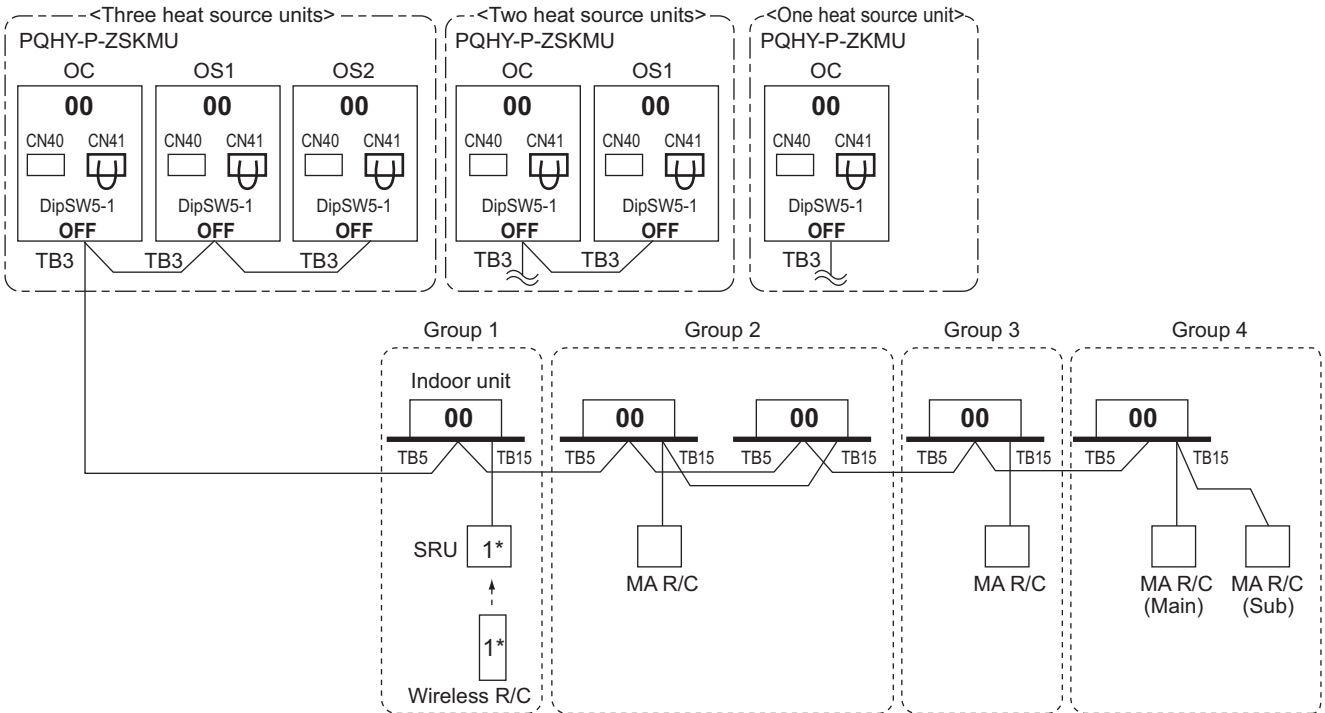 <Three heat source units>
<Two heat source units>
<One heat source unit>
PQHY-P-ZSKMU
PQHY-P-ZSKMU
PQHY-P-ZKMU
OC OS1 OS2 OC OS1 OC
00 00 00 00 00 00
CN40 CN41 CN40 CN41 CN40 CN41 CN40 CN41 CN40 CN41 CN40 CN41
DipSW5-1 DipSW5-1 DipSW5-1 DipSW5-1 DipSW5-1 DipSW5-1
OFF OFF OFF OFF OFF OFF
TB3 TB3 TB3 TB3 TB3 TB3
Group 1 Group 2 Group 3 Group 4
Indoor unit
00 00 00 00 00
TB5 TB15 TB5 TB15 TB5 TB15 TB5 TB15 TB5 TB15
SRU 1*
MA R/C MA R/C MA R/C MA R/C
(Main) (Sub)
1*
Wireless R/C